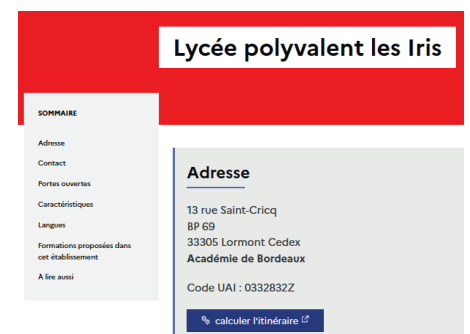 Lycée polyvalent les Iris
SOMMAIRE
Adresse
Contact
Portes ouvertes
Caractéristiques
Langues
Formations proposées dans
cet établissement
A lire aussi
Adresse
13 rue Saint-Cricq
BP 69
33305 Lormont Cedex
Académie de Bordeaux
Code UAI : 0332832Z
calculer l'itinéraire